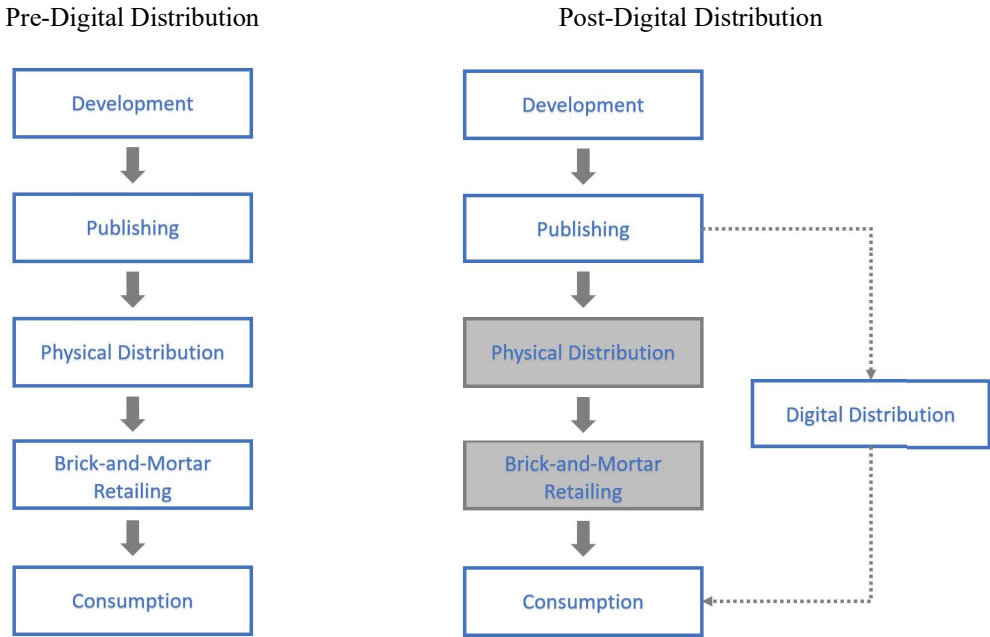 Pre-Digital Distribution
Development
Publishing
Physical Distribution
Brick-and-Mortar
Retailing
Consumption
Post-Digital Distribution
Development
Publishing
Physical Distribution
Brick-and-Mortar
Retailing
Consumption
Digital Distribution